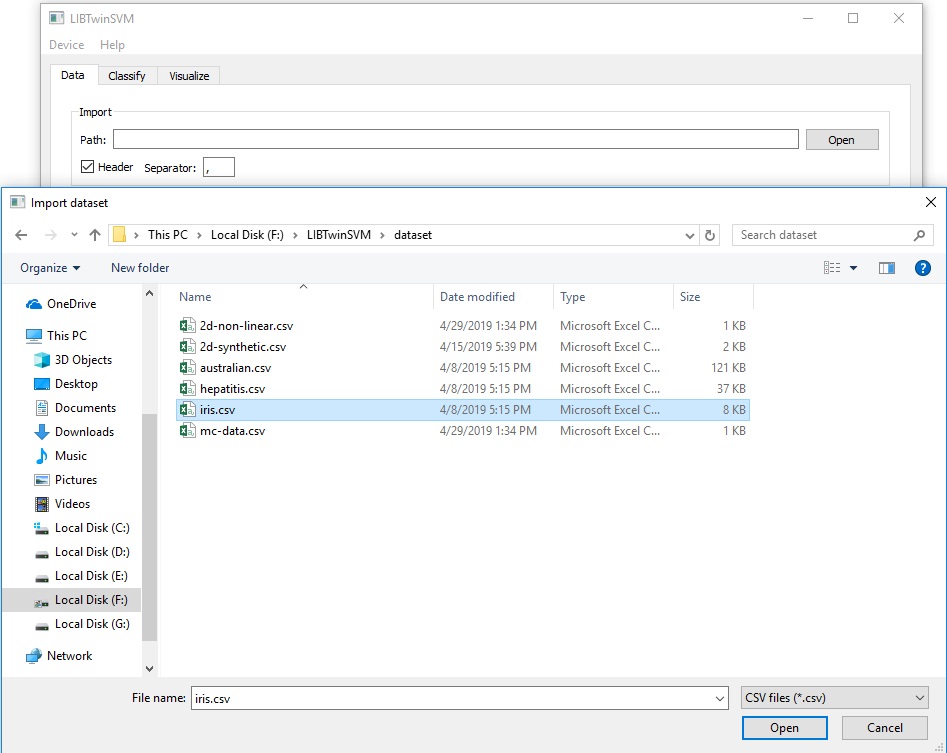 LIBTwinSVM
Device Help
Data Classify Visualize
Import
Path: Open
Header Separator: ,
Import dataset
This PC Local Disk (F:) LIBTwinSVM dataset Search dataset
Organize New folder ?
Name Date modified Type Size
OneDrive
This PC
3D Objects
Desktop
Documents
Downloads
Music
Pictures
Videos
Local Disk (C:)
Local Disk (D:)
Local Disk (E:)
Local Disk (F:)
Local Disk (G:)
Network
2d-non-linear.csv 4/29/2019 1:34 PM Microsoft Excel C... 1 KB
2d-synthetic.csv 4/15/2019 5:39 PM Microsoft Excel C... 2 KB
australian.csv 4/8/2019 5:15 PM Microsoft Excel C... 121 KB
hepatitis.csv 4/8/2019 5:15 PM Microsoft Excel C... 37 KB
iris.csv 4/8/2019 5:15 PM Microsoft Excel C... 8 KB
mc-data.csv 4/29/2019 1:34 PM Microsoft Excel C... 1 KB
File name: iris.csv CSV files (*.csv)
Open Cancel